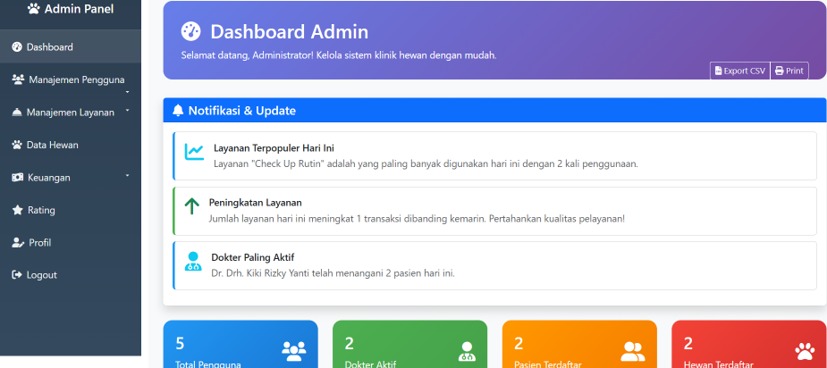 Admin Panel
Dashboard
Manajemen Pengguna
Manajemen Layanan
Data Hewan
Keuangan
Rating
Profil
Logout
Dashboard Admin
Selamat datang, Administrator! Kelola sistem klinik hewan dengan mudah.
Export CSV Print
Notifikasi & Update
Layanan Terpopuler Hari Ini
Layanan "Check Up Rutin" adalah yang paling banyak digunakan hari ini dengan 2 kali penggunaan.
Peningkatan Layanan
Jumlah layanan hari ini meningkat 1 transaksi dibanding kemarin. Pertahankan kualitas pelayanan!
Dokter Paling Aktif
Dr. Drh. Kiki Rizky Yanti telah menangani 2 pasien hari ini.
5
Total Pengguna
2
Dokter Aktif
2
Pasien Terdaftar
2
Hewan Terdaftar